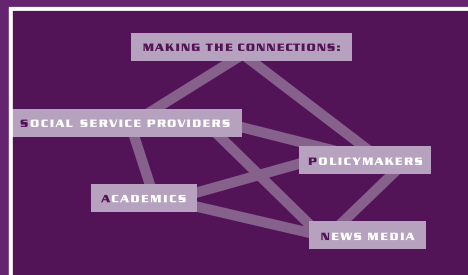 MAKING THE CONNECTIONS:
SOCIAL SERVICE PROVIDERS
POLICYMAKERS
ACADEMICS
NEWS MEDIA